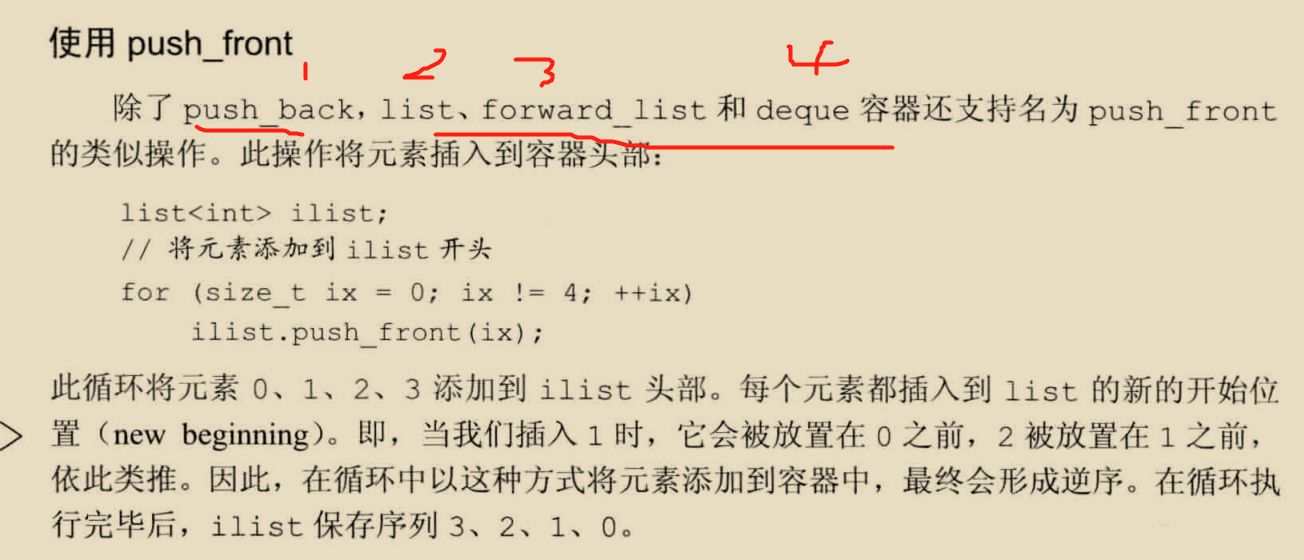 使用 push_front
1 2 3 4
除了 push_back，list、forward_list 和 deque 容器还支持名为 push_front
的类似操作。此操作将元素插入到容器头部：
list<int> ilist;
// 将元素添加到 ilist 开头
for (size_t ix = 0; ix != 4; ++ix)
ilist.push_front(ix);
此循环将元素 0、1、2、3 添加到 ilist 头部。每个元素都插入到 list 的新的开始位
置（new beginning）。即，当我们插入 1 时，它会被放置在 0 之前，2 被放置在 1 之前，
依此类推。因此，在循环中以这种方式将元素添加到容器中，最终会形成逆序。在循环执
行完毕后，ilist 保存序列 3、2、1、0。